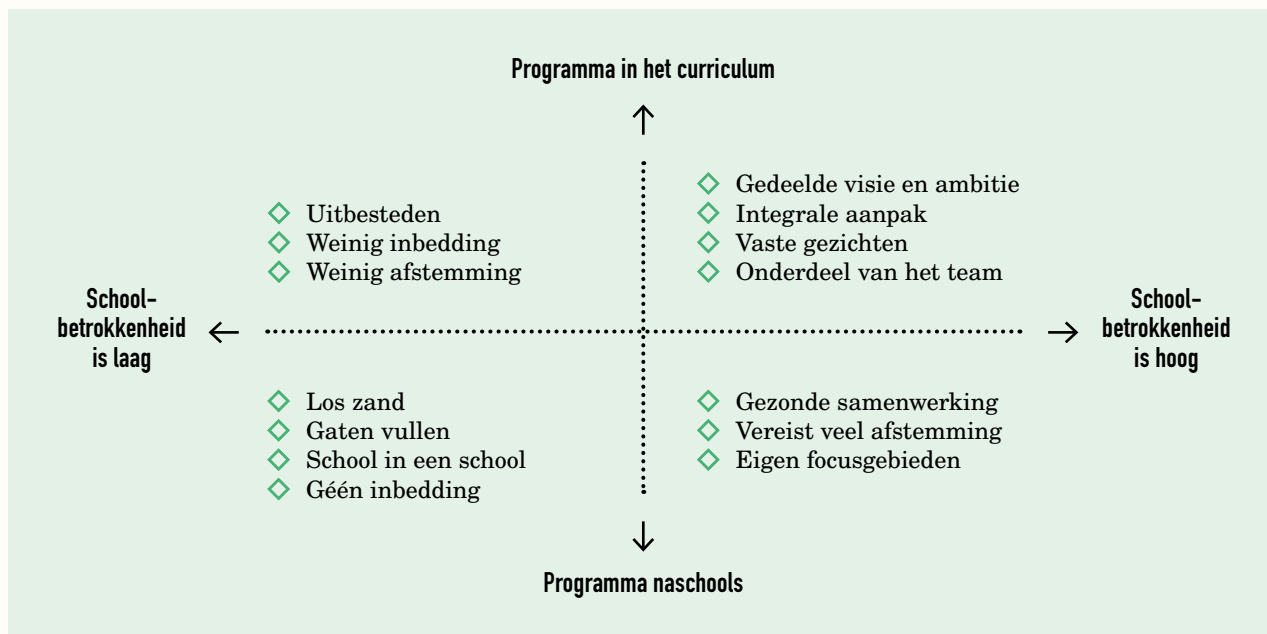 Programma in het curriculum
Uitbesteden
Weinig inbedding
Weinig afstemming
Gedeelde visie en ambitie
Integrale aanpak
Vaste gezichten
Onderdeel van het team
School-
betrokkenheid
is laag
School-
betrokkenheid
is hoog
Los zand
Gaten vullen
School in een school
Géén inbedding
Gezonde samenwerking
Vereist veel afstemming
Eigen focusgebieden
Programma naschools